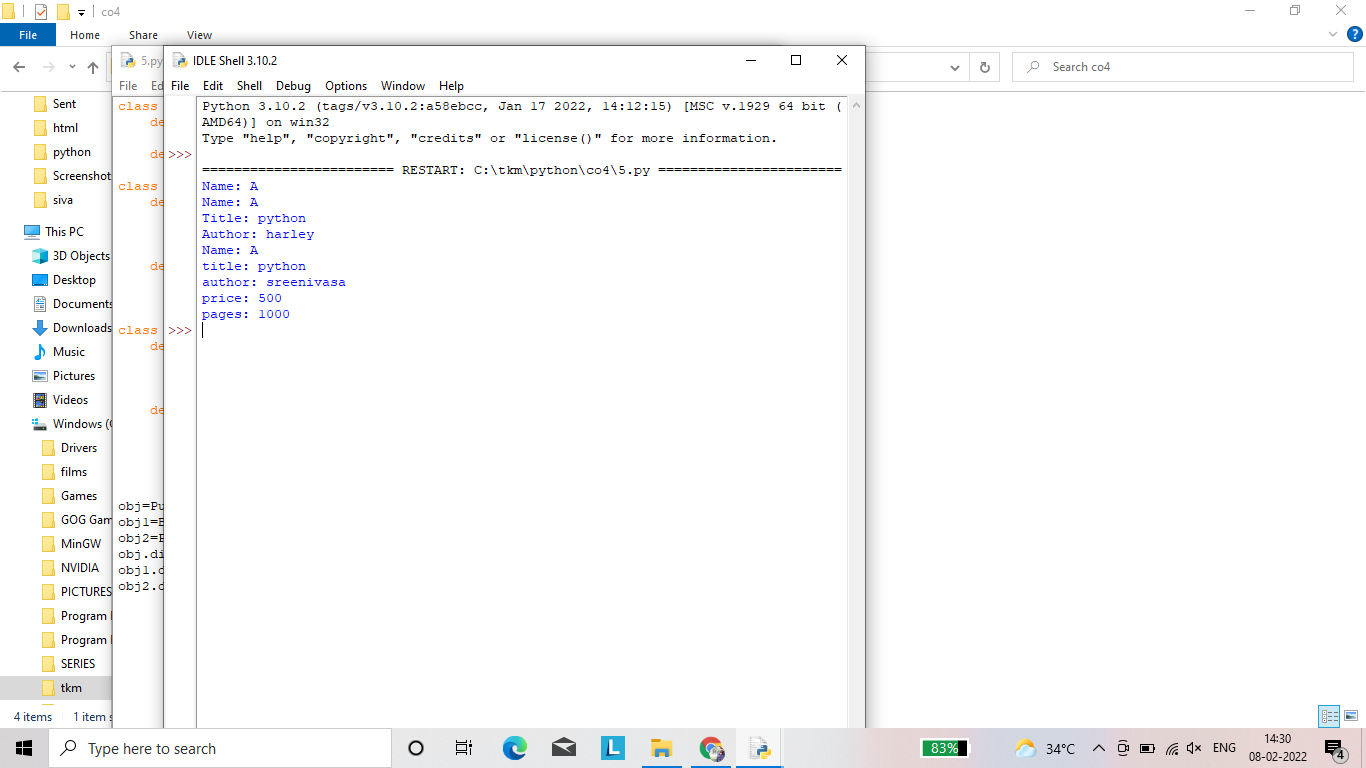 co4
File Home Share View
Search co4
Sent
html
python
Screenshot
siva
This PC
3D Objects
Desktop
Documents
Downloads
Music
Pictures
Videos
Windows (
Drivers
films
Games
GOG Gam
MinGW
NVIDIA
PICTURES
Program
Program
SERIES
tkm
4 items 1 item s
5.py
File Ed
class
de
de
class
de
de
class
de
de
obj=Pu
obj1=B
obj2=P
obj.di
obj1.d
obj2.d
IDLE Shell 3.10.2
File Edit Shell Debug Options Window Help
Python 3.10.2 (tags/v3.10.2:a58ebcc, Jan 17 2022, 14:12:15) [MSC v.1929 64 bit (
AMD64)] on win32
Type "help", "copyright", "credits" or "license()" for more information.
>>>
======================== RESTART: C:\tkm\python\co4\5.py =======================
Name: A
Name: A
Title: python
Author: harley
Name: A
title: python
author: sreenivasa
price: 500
pages: 1000
>>>
Type here to search
L
83%
34°C
ENG
14:30
08-02-2022
4